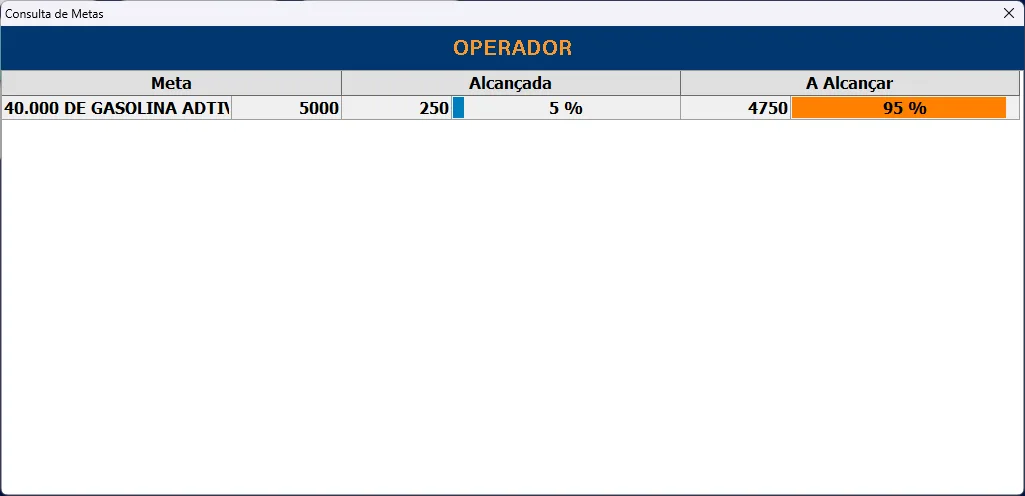 Consulta de Metas
OPERADOR
Meta Alcançada A Alcançar
40.000 DE GASOLINA ADTIV 5000 250 5 % 4750 95 %